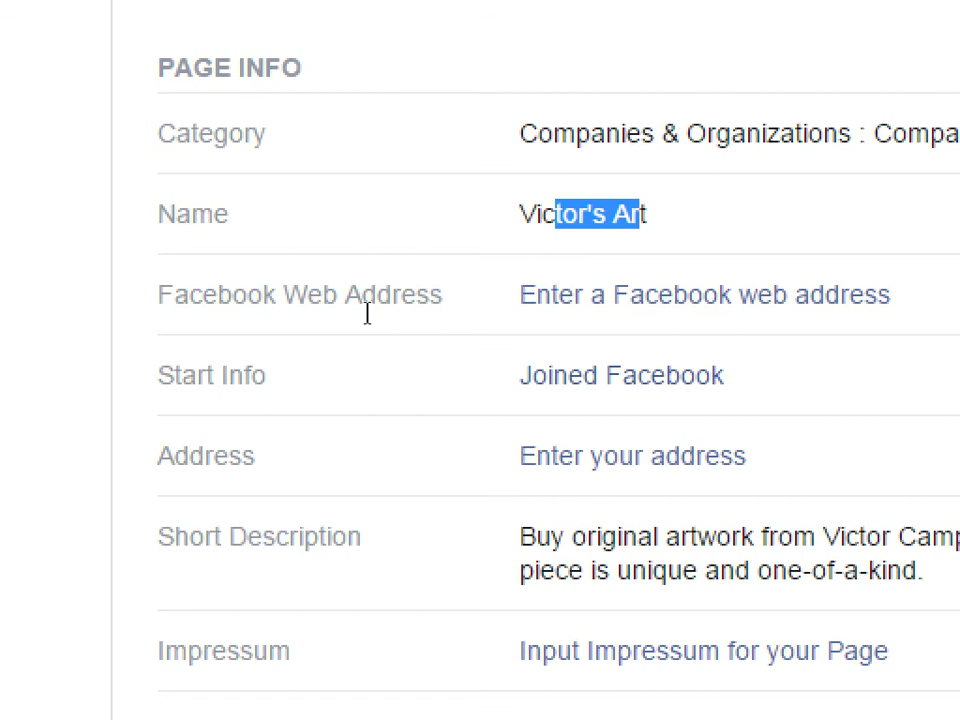 PAGE INFO
Category Companies & Organizations :
Name Victor's Art
Facebook Web Address Enter a Facebook web address
Start Info Joined Facebook
Address Enter your address
Short Description Buy original artwork from Victor
piece is unique and one-of-a-kind.
Impressum Input Impressum for your Page